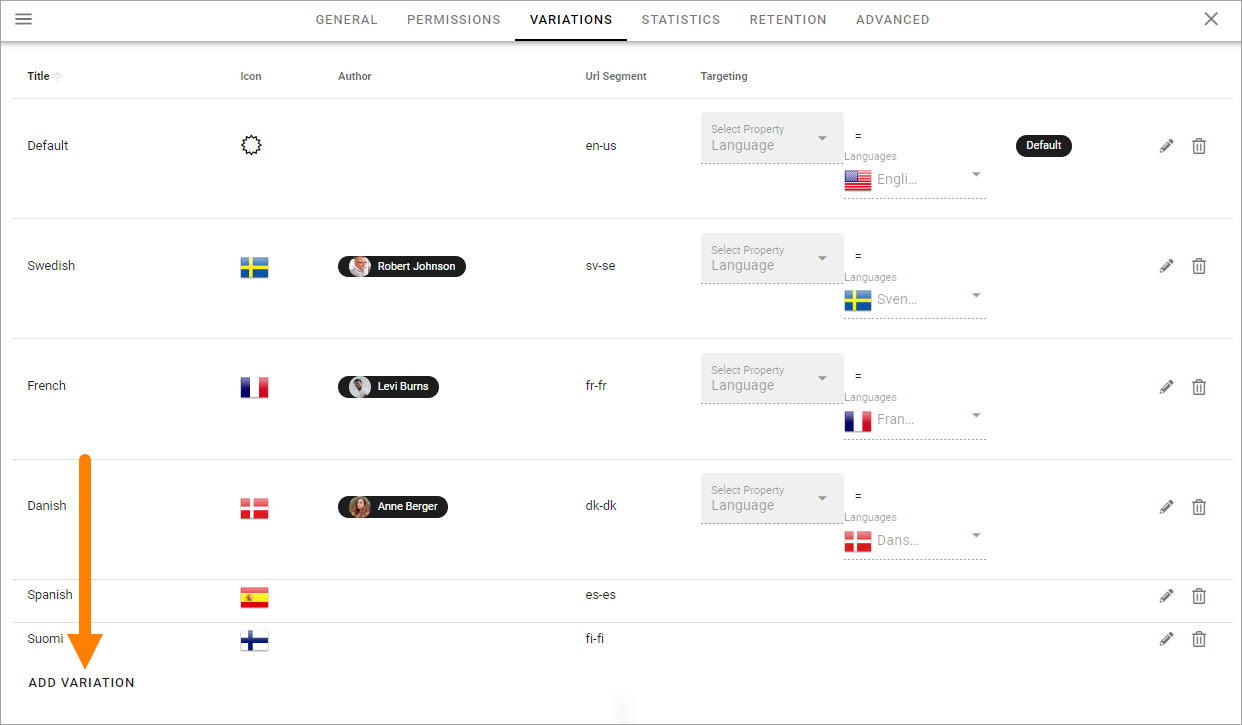 GENERAL PERMISSIONS VARIATIONS STATISTICS RETENTION ADVANCED
Title Icon Author Url Segment Targeting
Default en-us Select Property Language = Languages Engli... Default
Swedish Robert Johnson sv-se Select Property Language = Languages Sven...
French Levi Burns fr-fr Select Property Language = Languages Fran...
Danish Anne Berger dk-dk Select Property Language = Languages Dans...
Spanish es-es
Suomi fi-fi
ADD VARIATION